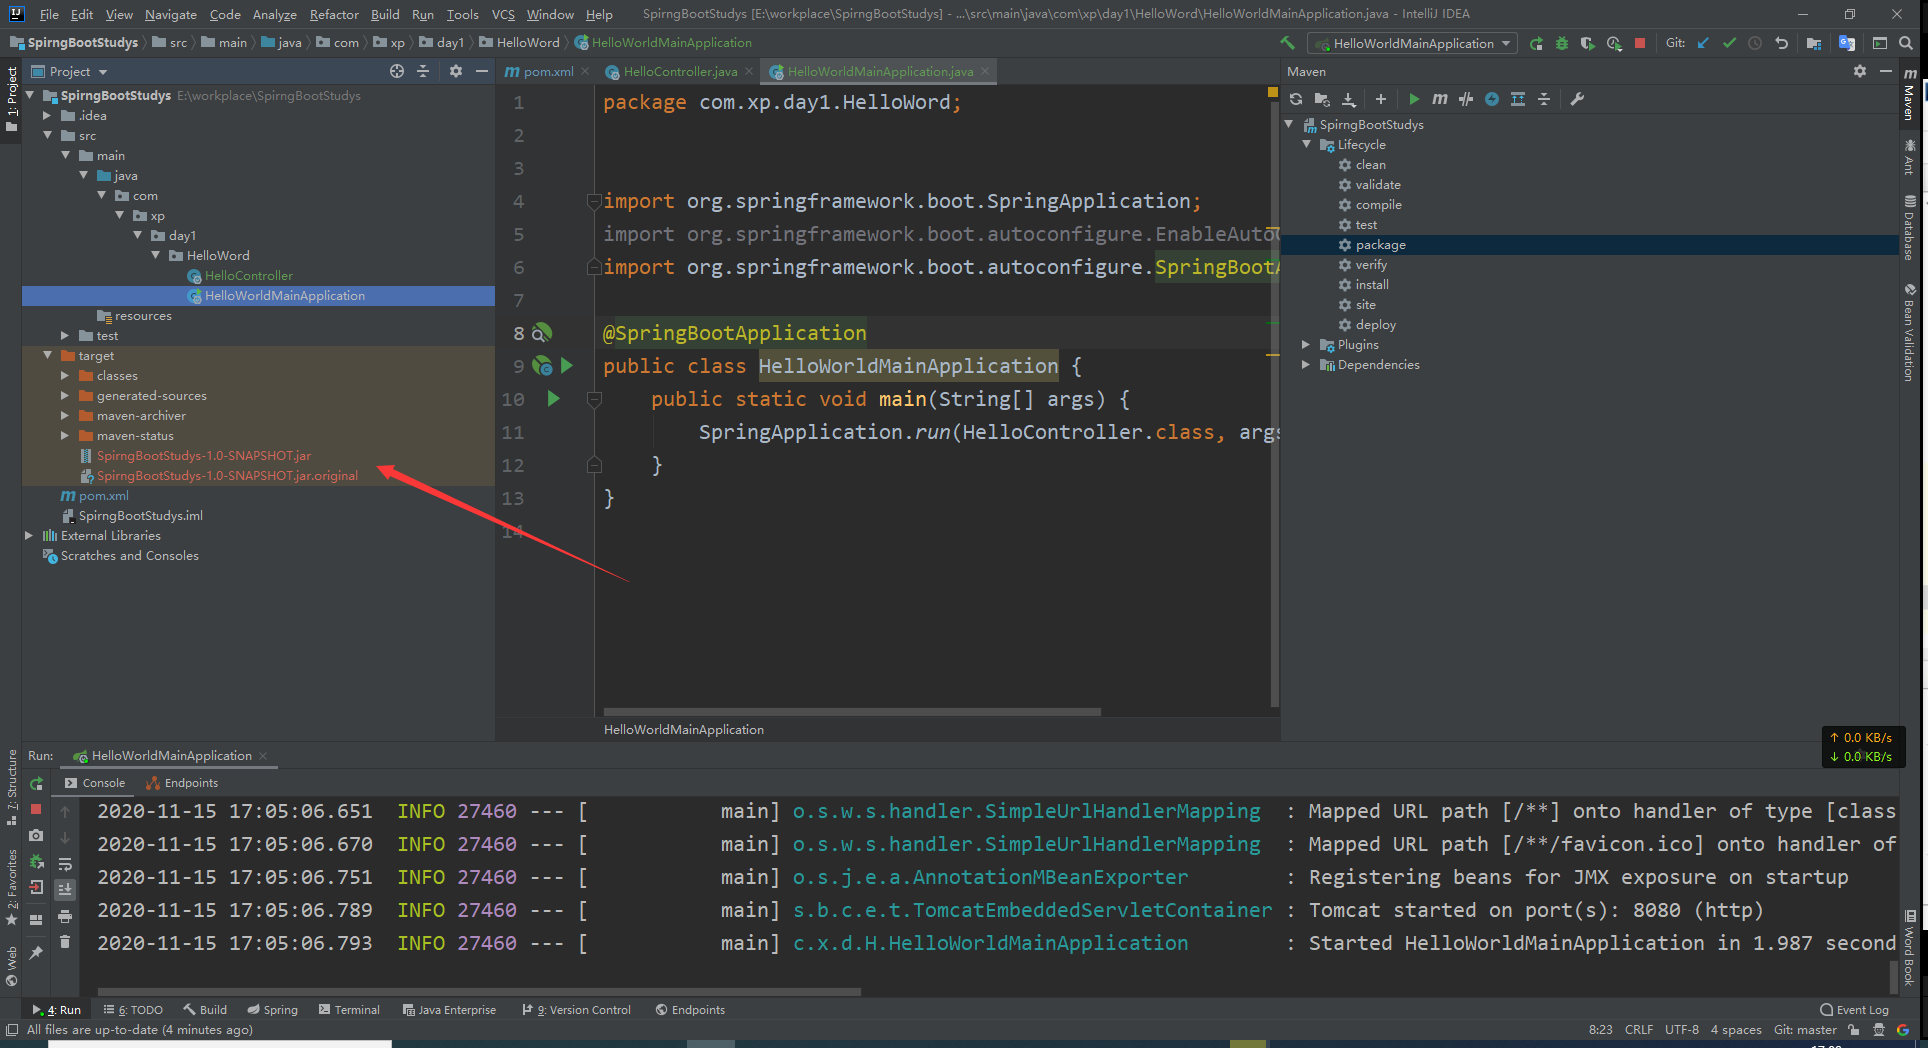 File Edit View Navigate Code Analyze Refactor Build Run Tools VCS Window Help SpirngBootStudys [E:\workplace\SpirngBootStudys] - ...\src\main\java\com\xp\day1\HelloWord\HelloWorldMainApplication.java - IntelliJ IDEA
SpirngBootStudys src main java com xp day1 HelloWord HelloWorldMainApplication HelloWorldMainApplication Git:
Project
pom.xml HelloController.java HelloWorldMainApplication.java
Maven
1: Project
SpirngBootStudys E:\workplace\SpirngBootStudys
.idea
src
main
java
com
xp
day1
HelloWord
HelloController
HelloWorldMainApplication
resources
test
target
classes
generated-sources
maven-archiver
maven-status
SpirngBootStudys-1.0-SNAPSHOT.jar
SpirngBootStudys-1.0-SNAPSHOT.jar.original
pom.xml
SpirngBootStudys.iml
External Libraries
Scratches and Consoles
1 package com.xp.day1.HelloWord;
2
3
4 import org.springframework.boot.SpringApplication;
5 import org.springframework.boot.autoconfigure.EnableAuto
6 import org.springframework.boot.autoconfigure.SpringBootA
7
8 @SpringBootApplication
9 public class HelloWorldMainApplication {
10 public static void main(String[] args) {
11 SpringApplication.run(HelloController.class, args
12 }
13 }
14
HelloWorldMainApplication
SpirngBootStudys
Lifecycle
clean
validate
compile
test
package
verify
install
site
deploy
Plugins
Dependencies
Maven
Ant
Database
Bean Validation
Word Book
↑ 0.0 KB/s
↓ 0.0 KB/s
7: Structure
2: Favorites
Web
Run: HelloWorldMainApplication
Console Endpoints
2020-11-15 17:05:06.651 INFO 27460 --- [ main] o.s.w.s.handler.SimpleUrlHandlerMapping : Mapped URL path [/**] onto handler of type [class
2020-11-15 17:05:06.670 INFO 27460 --- [ main] o.s.w.s.handler.SimpleUrlHandlerMapping : Mapped URL path [/**/favicon.ico] onto handler of
2020-11-15 17:05:06.751 INFO 27460 --- [ main] o.s.j.e.a.AnnotationMBeanExporter : Registering beans for JMX exposure on startup
2020-11-15 17:05:06.789 INFO 27460 --- [ main] s.b.c.e.t.TomcatEmbeddedServletContainer : Tomcat started on port(s): 8080 (http)
2020-11-15 17:05:06.793 INFO 27460 --- [ main] c.x.d.H.HelloWorldMainApplication : Started HelloWorldMainApplication in 1.987 second
4: Run 6: TODO Build Spring Terminal Java Enterprise 9: Version Control Endpoints Event Log
All files are up-to-date (4 minutes ago) 8:23 CRLF UTF-8 4 spaces Git: master